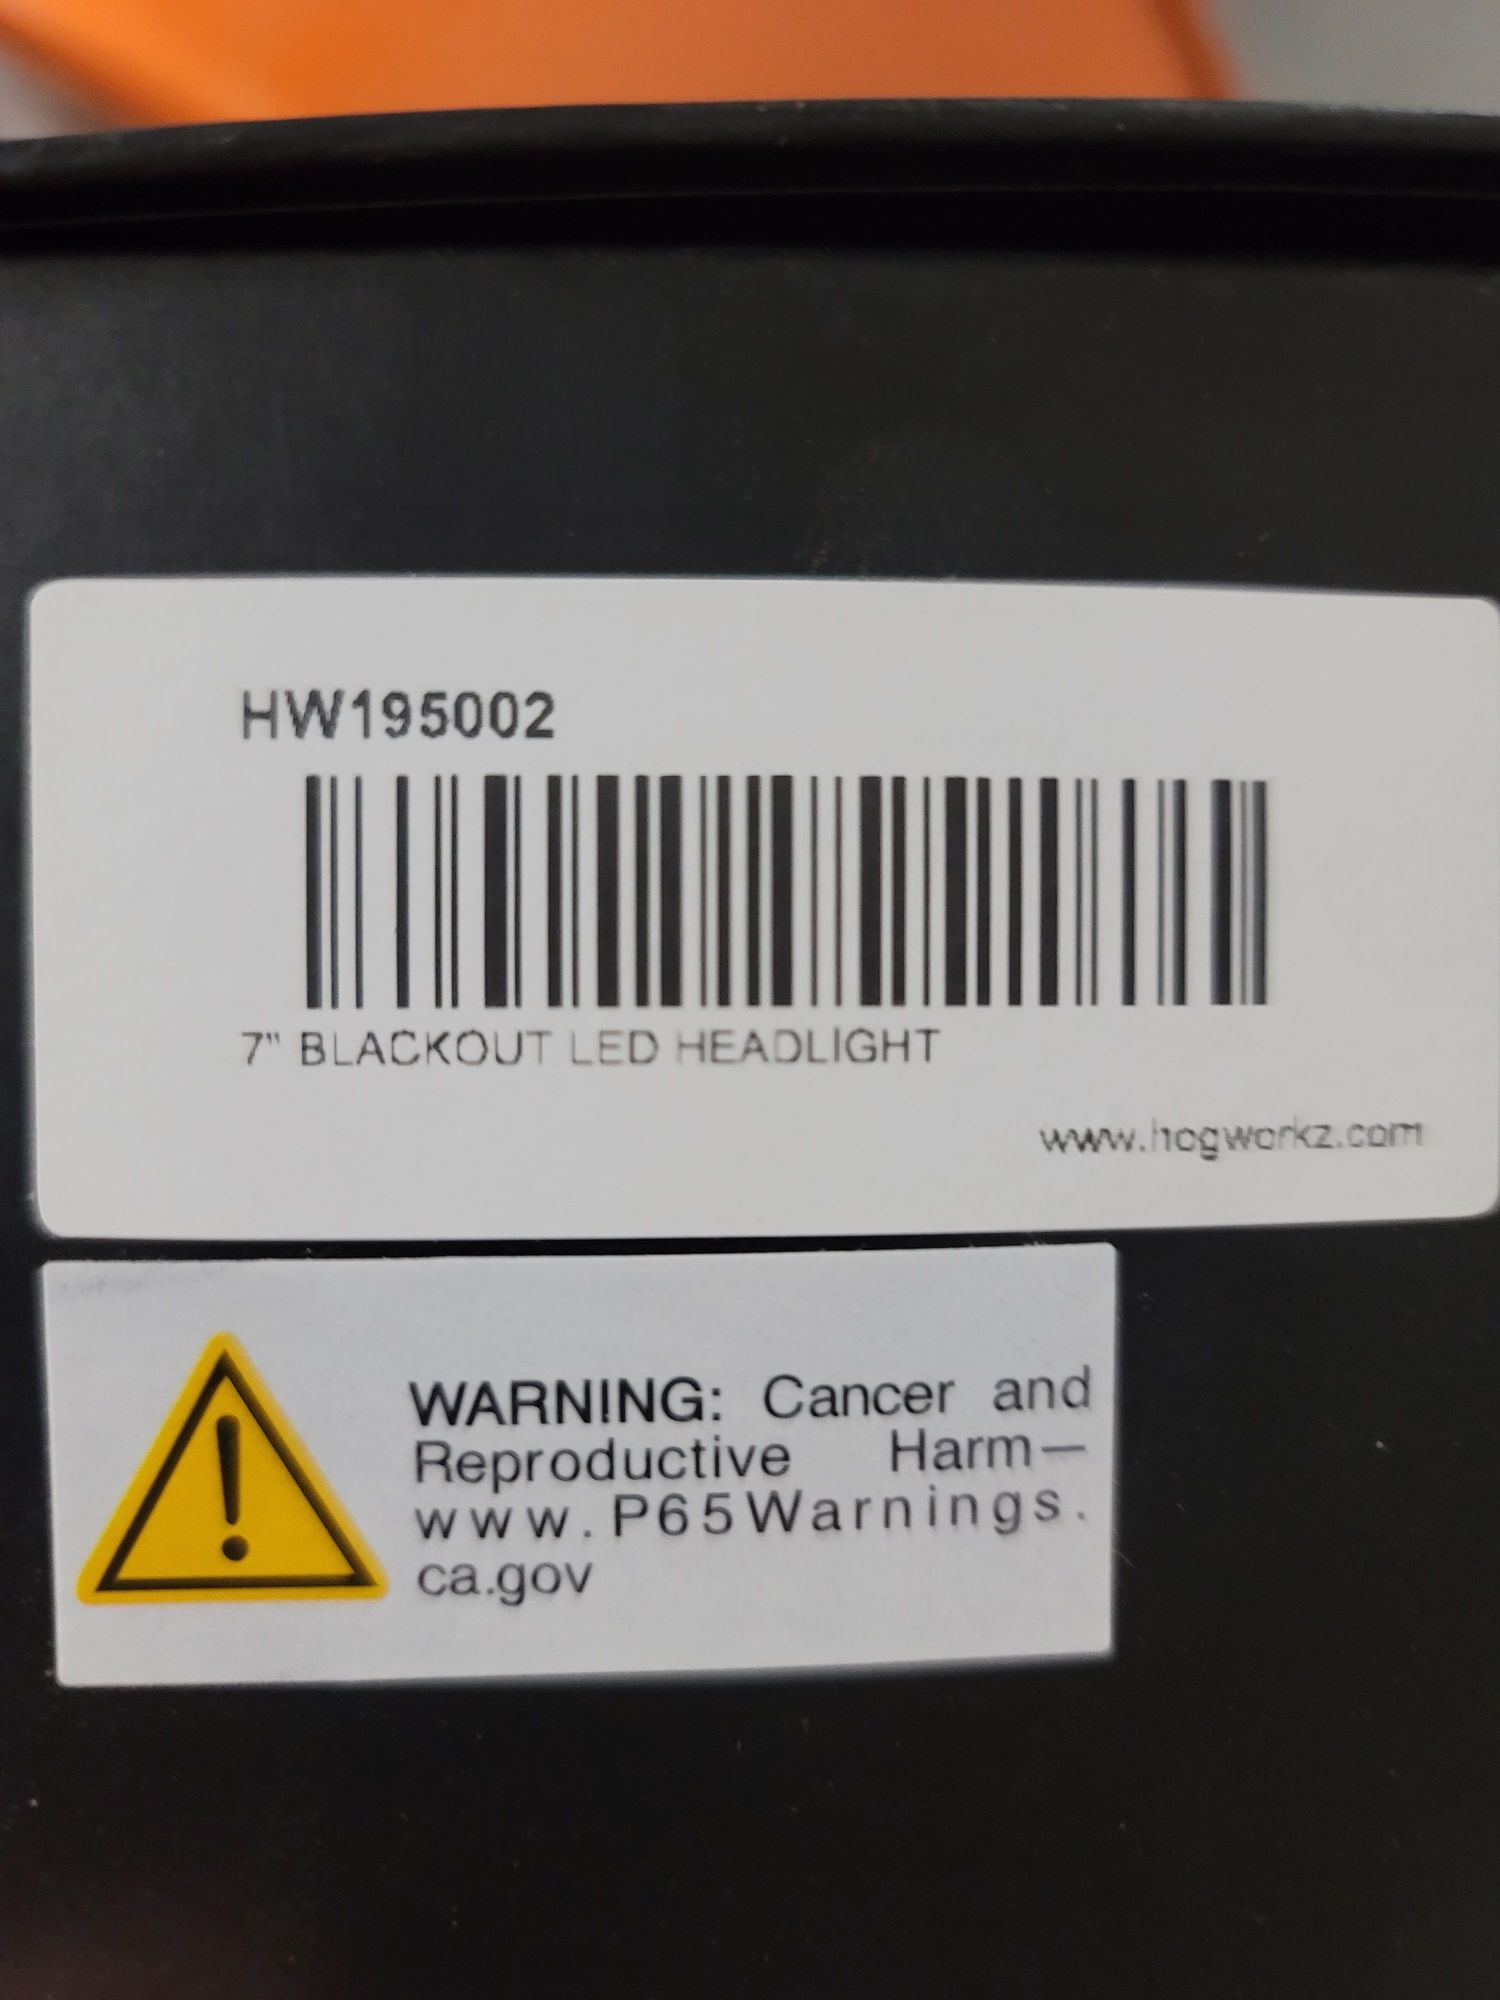 HW195002
7" BLACKOUT LED HEADLIGHT
www.hogworkz.com
WARNING: Cancer and
Reproductive Harm—
www.P65Warnings.
ca.gov